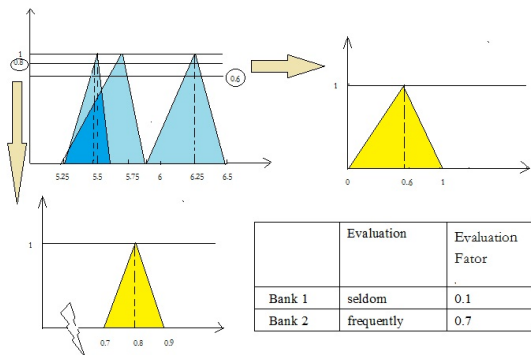 1
0.8
0.6
5.25 5.5 5.75 6 6.25 6.5
1
0 0.6 1
1
0.7 0.8 0.9
Evaluation Evaluation Fator
Bank 1 seldom 0.1
Bank 2 frequently 0.7